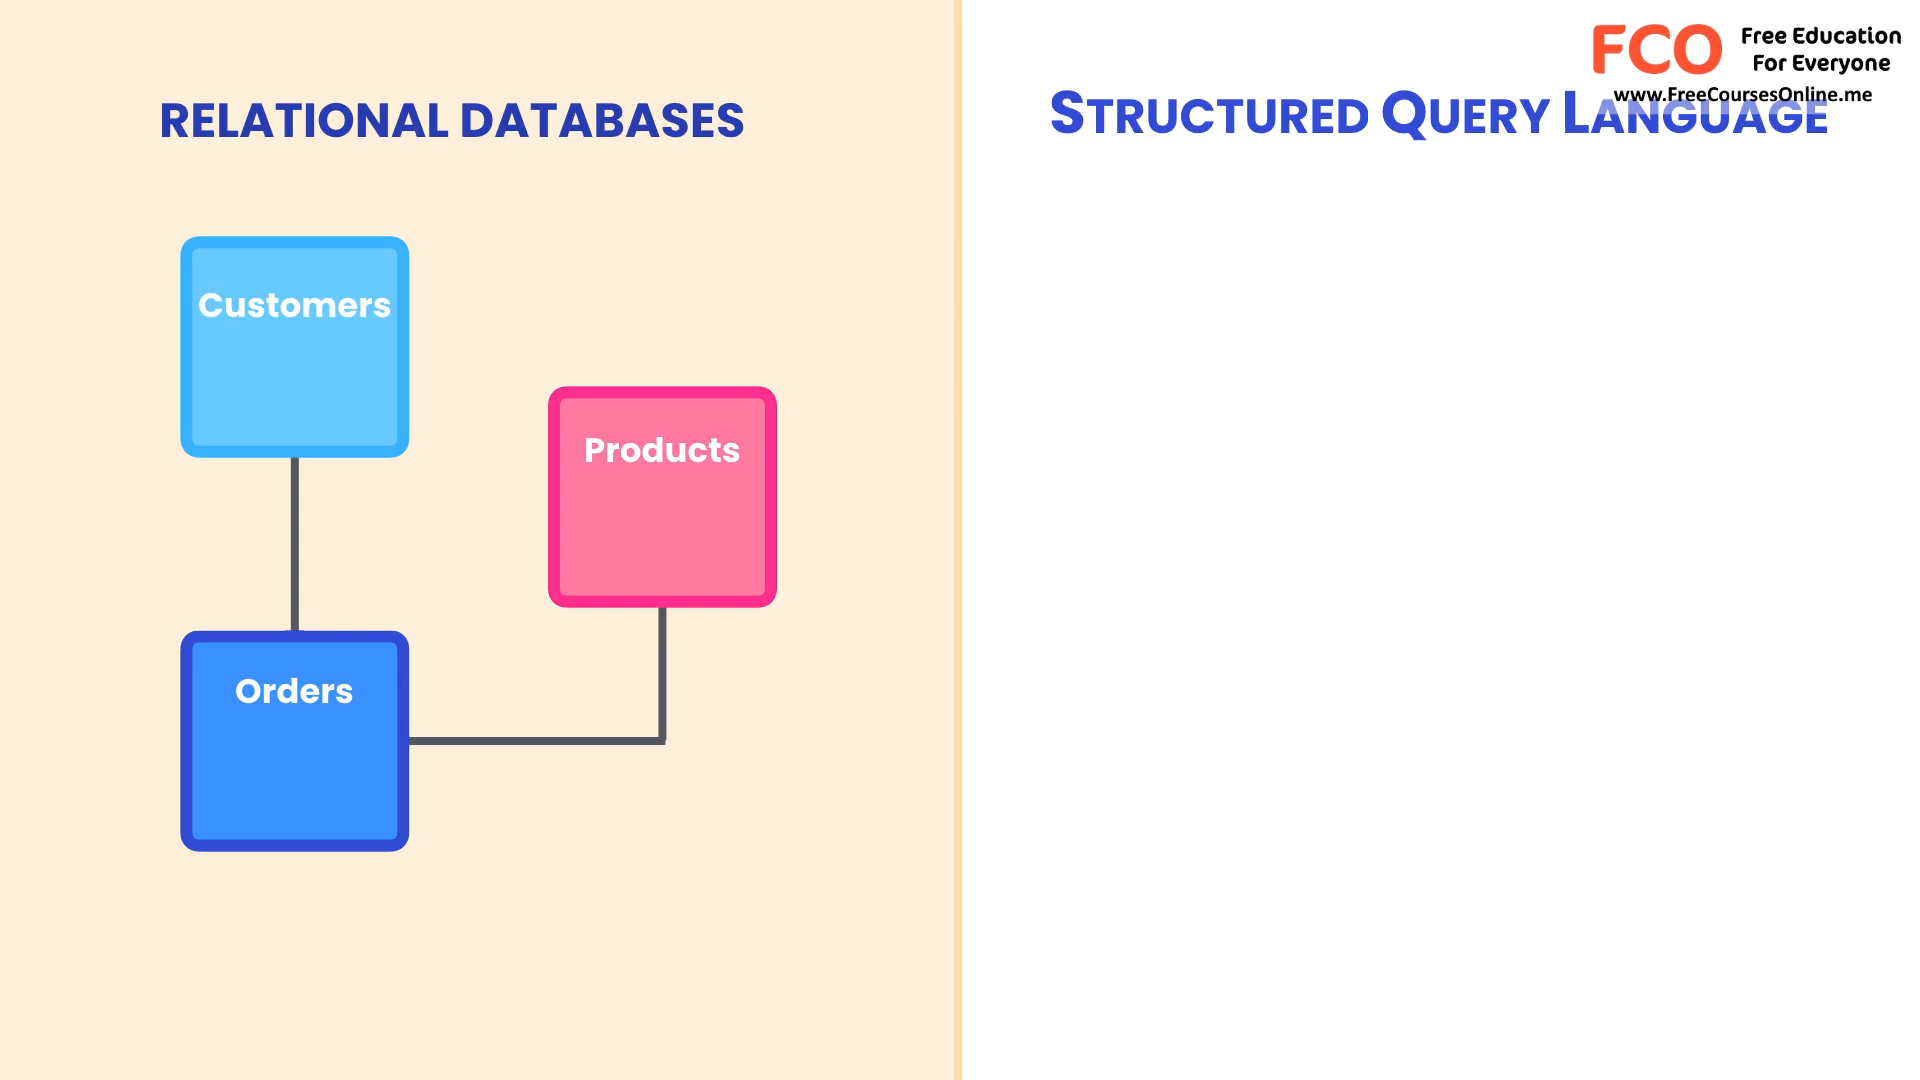 RELATIONAL DATABASES
Customers
Products
Orders
FCO
Free Education
For Everyone
www.FreeCoursesOnline.me
STRUCTURED QUERY LANGUAGE